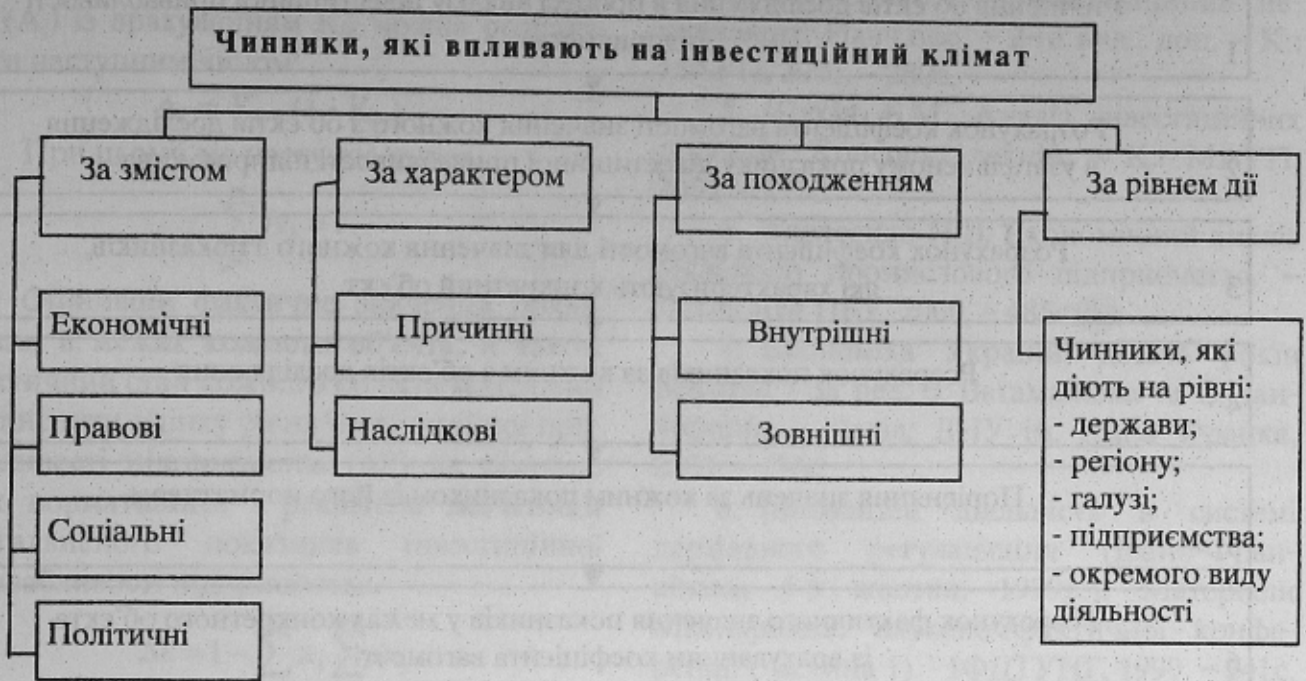 Чинники, які впливають на інвестиційний клімат
За змістом
За характером
За походженням
За рівнем дії
Економічні
Правові
Соціальні
Політичні
Причинні
Наслідкові
Внутрішні
Зовнішні
Чинники, які
діють на рівні:
- держави;
- регіону;
- галузі;
- підприємства;
- окремого виду
діяльності